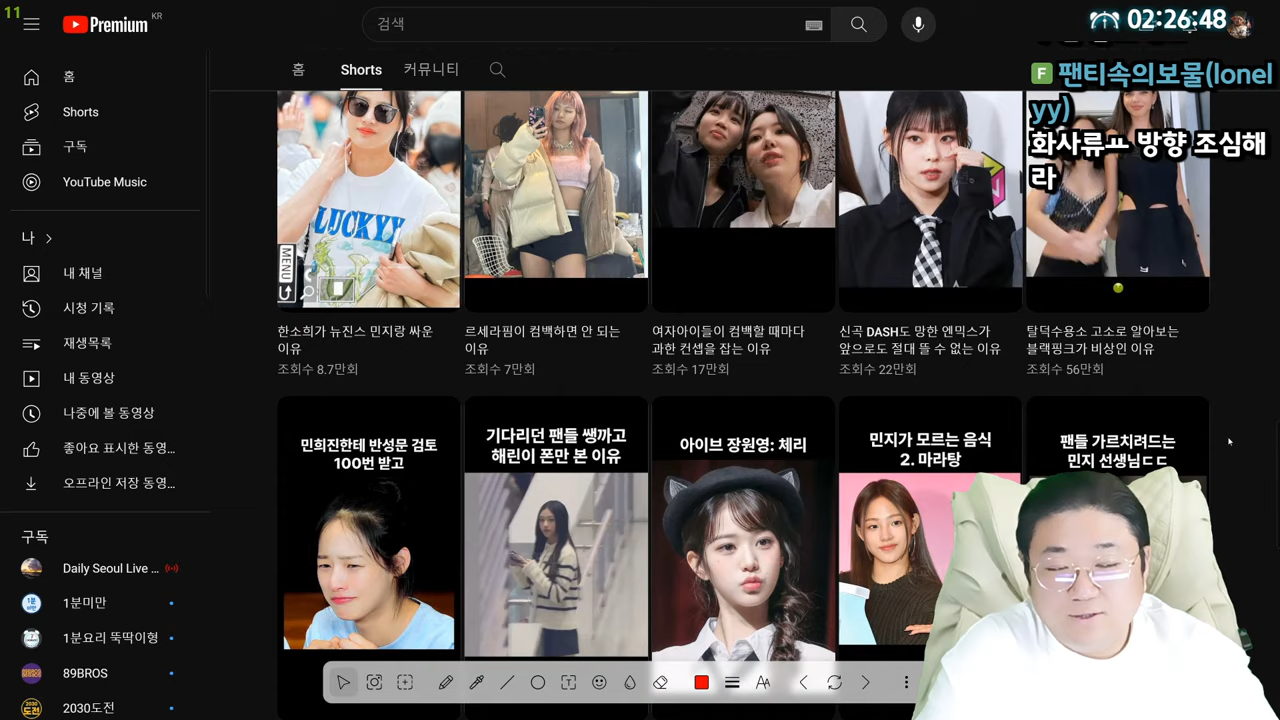 11
Premium KR
검색
02:26:48
홈
Shorts
구독
YouTube Music
나
내 채널
시청 기록
재생목록
내 동영상
나중에 볼 동영상
좋아요 표시한 동영...
오프라인 저장 동영...
구독
Daily Seoul Live ...
1분미만
1분요리 뚝딱이형
89BROS
2030도전
홈 Shorts 커뮤니티
F 팬티속의보물(lonel
yy)
화사류ㅛ 방향 조심해
라
LUCKYY
MENU
한소희가 뉴진스 민지랑 싸운
이유
조회수 8.7만회
르세라핌이 컴백하면 안 되는
이유
조회수 7만회
여자아이들이 컴백할 때마다
과한 컨셉을 잡는 이유
조회수 17만회
신곡 DASH도 망한 엔믹스가
앞으로도 절대 뜰 수 없는 이유
조회수 22만회
탈덕수용소 고소로 알아보는
블랙핑크가 비상인 이유
조회수 56만회
민희진한테 반성문 검토
100번 받고
기다리던 팬들 쌩까고
해린이 폰만 본 이유
아이브 장원영: 체리
민지가 모르는 음식
2. 마라탕
팬들 가르치려드는
민지 선생님ㄷㄷ